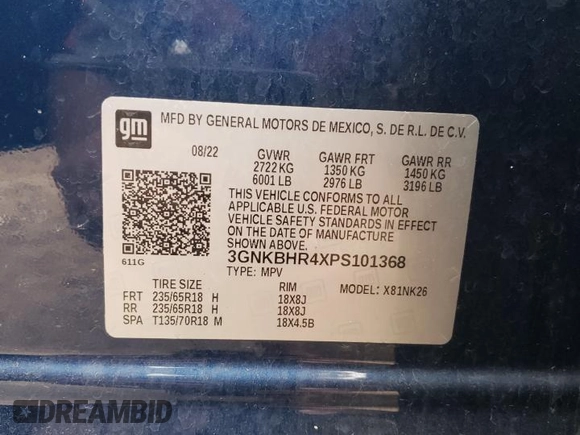 gm
MFD BY GENERAL MOTORS DE MEXICO, S. DE R.L. DE C.V.
08/22 GVWR GAWR FRT GAWR RR
2722 KG 1350 KG 1450 KG
6001 LB 2976 LB 3196 LB
THIS VEHICLE CONFORMS TO ALL
APPLICABLE U.S. FEDERAL MOTOR
VEHICLE SAFETY STANDARDS IN EFFECT
ON THE DATE OF MANUFACTURE
SHOWN ABOVE.
611G 3GNKBHR4XPS101368
TYPE: MPV
TIRE SIZE RIM MODEL: X81NK26
FRT 235/65R18 H 18X8J
RR 235/65R18 H 18X8J
SPA T135/70R18 M 18X4.5B
DREAMBID